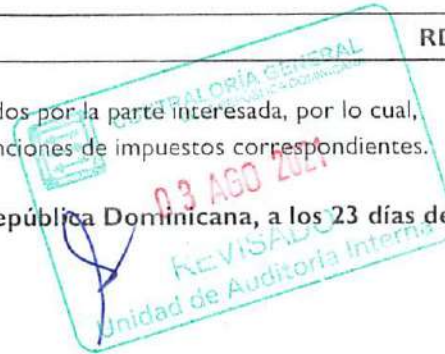 RD
CONTRALORÍA GENERAL
dos por la parte interesada, por lo cual,
nciones de impuestos correspondientes.
03 AGO 2021
epública Dominicana, a los 23 días de
REVISADO
Unidad de Auditoría Interna